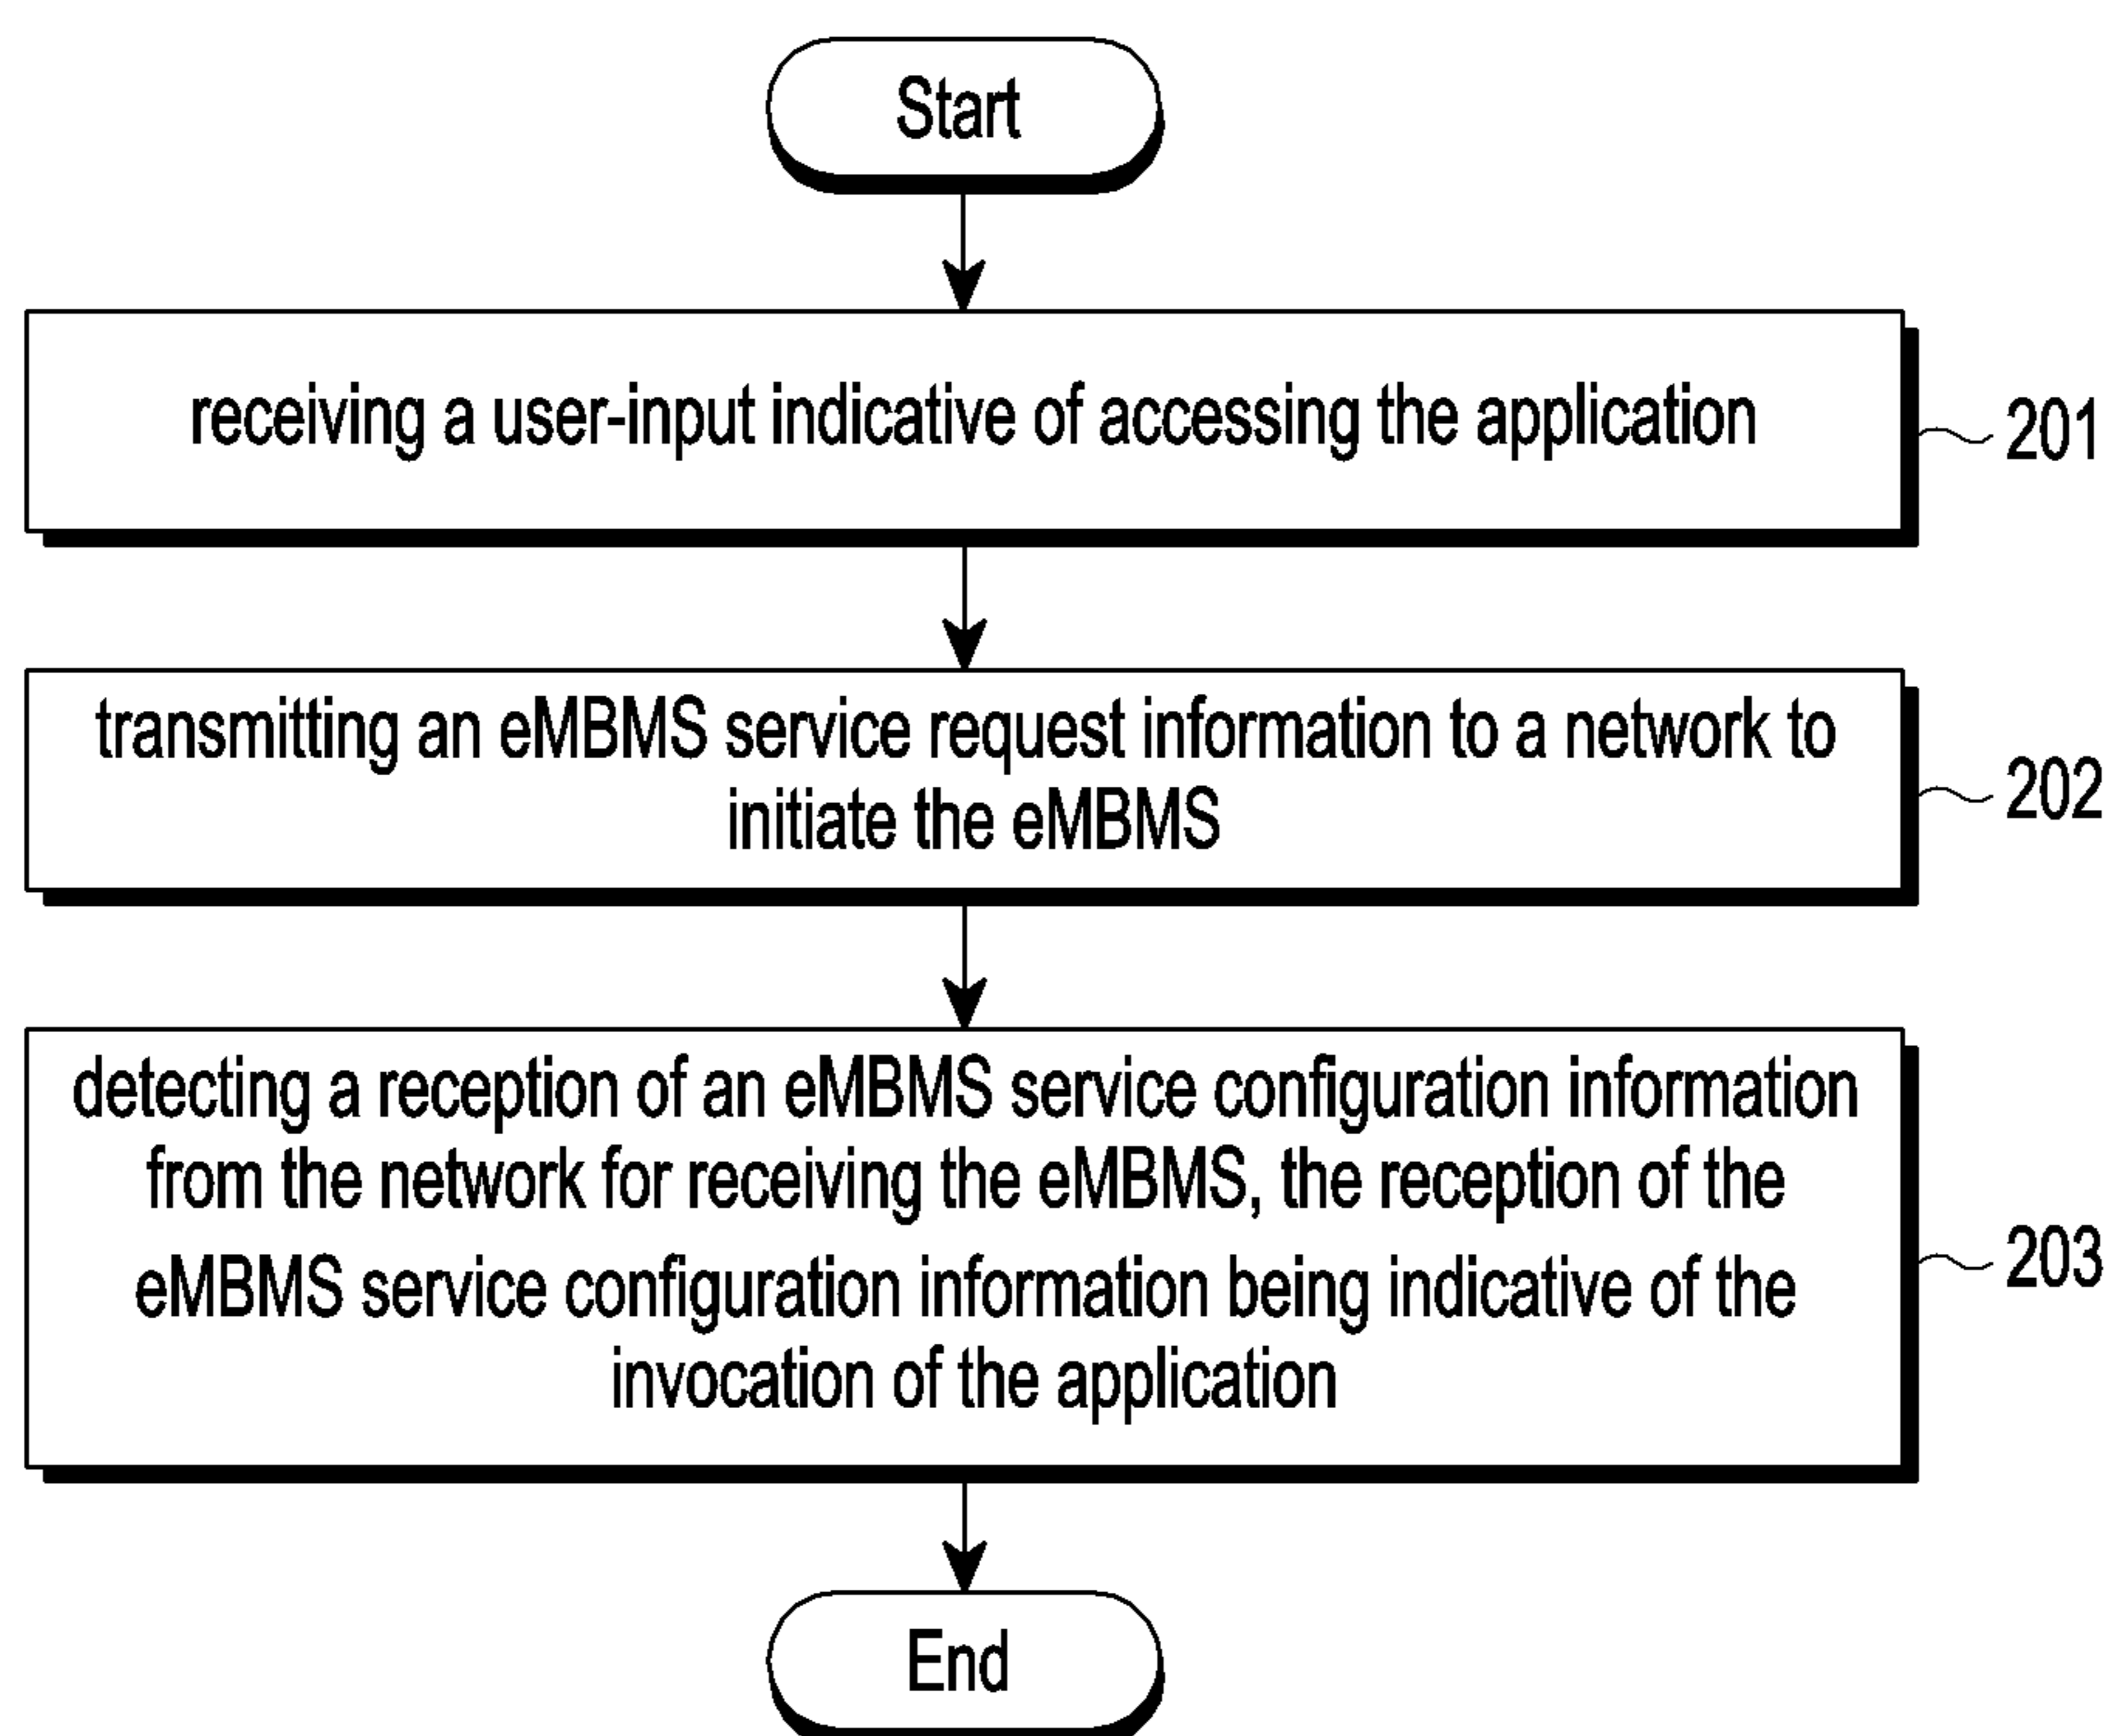 Start
receiving a user-input indicative of accessing the application
201
transmitting an eMBMS service request information to a network to
initiate the eMBMS
202
detecting a reception of an eMBMS service configuration information
from the network for receiving the eMBMS, the reception of the
eMBMS service configuration information being indicative of the
invocation of the application
203
End